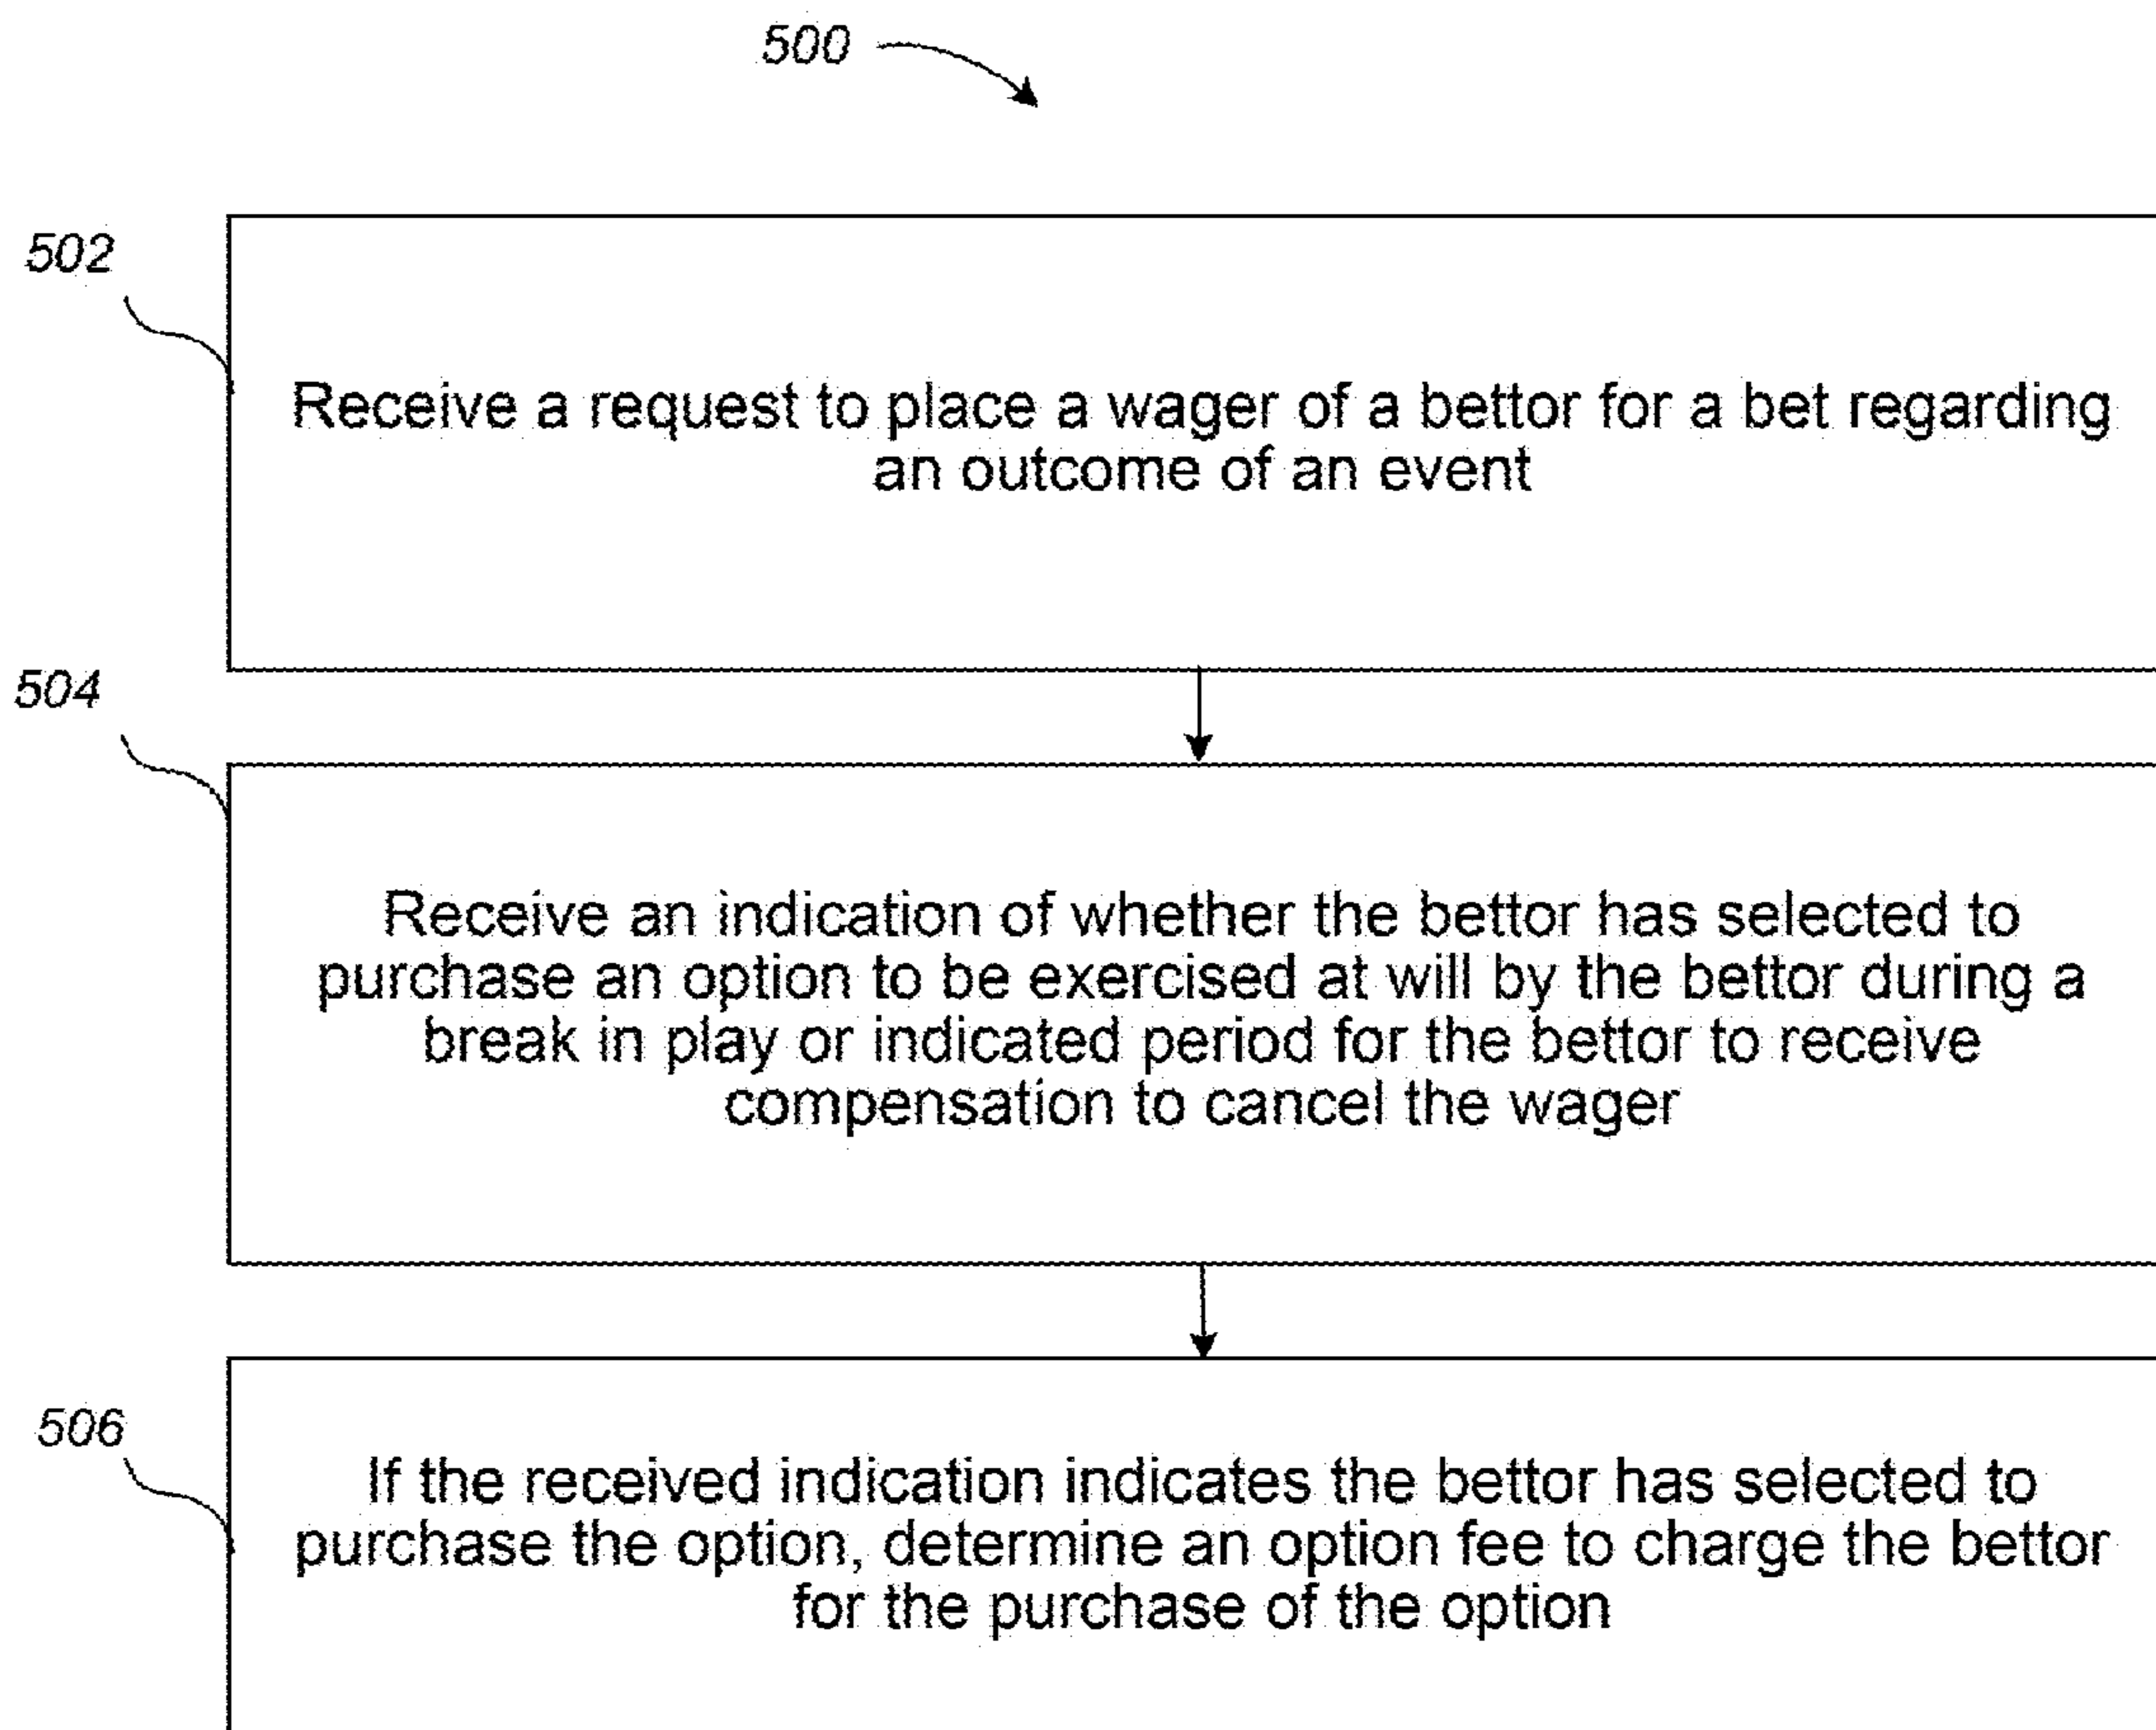 500
502
Receive a request to place a wager of a bettor for a bet regarding
an outcome of an event
504
Receive an indication of whether the bettor has selected to
purchase an option to be exercised at will by the bettor during a
break in play or indicated period for the bettor to receive
compensation to cancel the wager
506
If the received indication indicates the bettor has selected to
purchase the option, determine an option fee to charge the bettor
for the purchase of the option